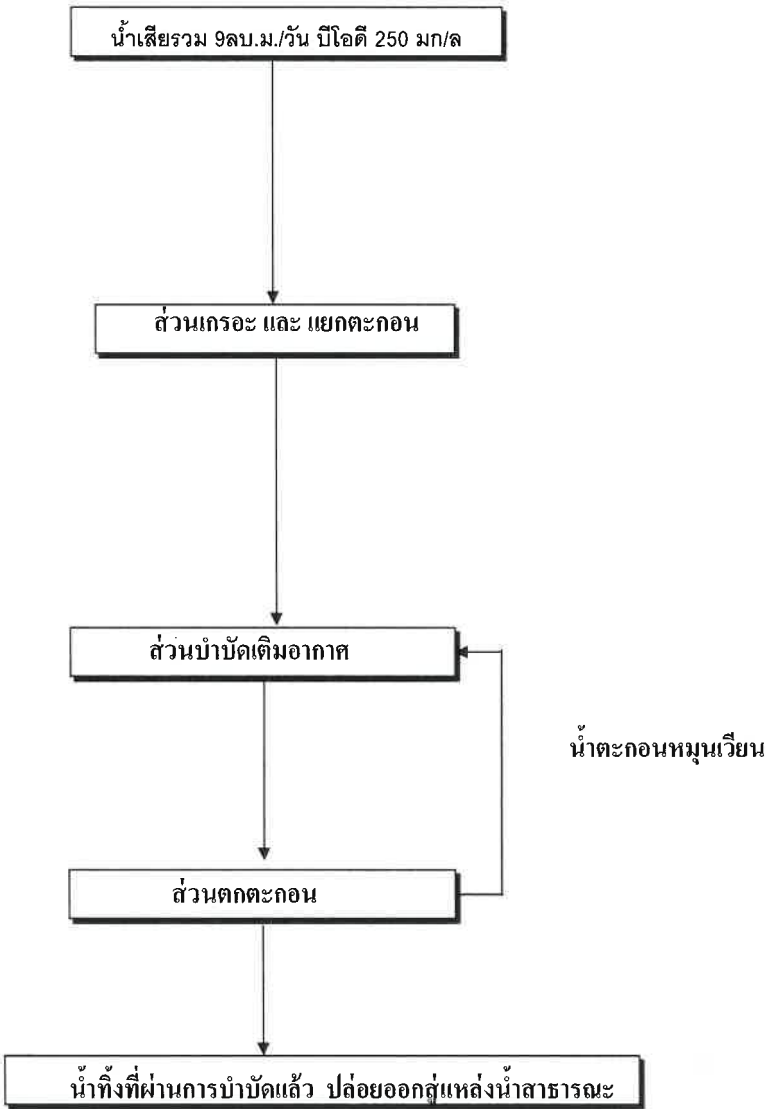 น้ำเสียรวม 9ลบ.ม./วัน บีโอดี 250 มก/ล
ส่วนเกรอะ และ แยกตะกอน
ส่วนบำบัดเติมอากาศ
น้ำตะกอนหมุนเวียน
ส่วนตกตะกอน
น้ำทิ้งที่ผ่านการบำบัดแล้ว ปล่อยออกสู่แหล่งน้ำสาธารณะ